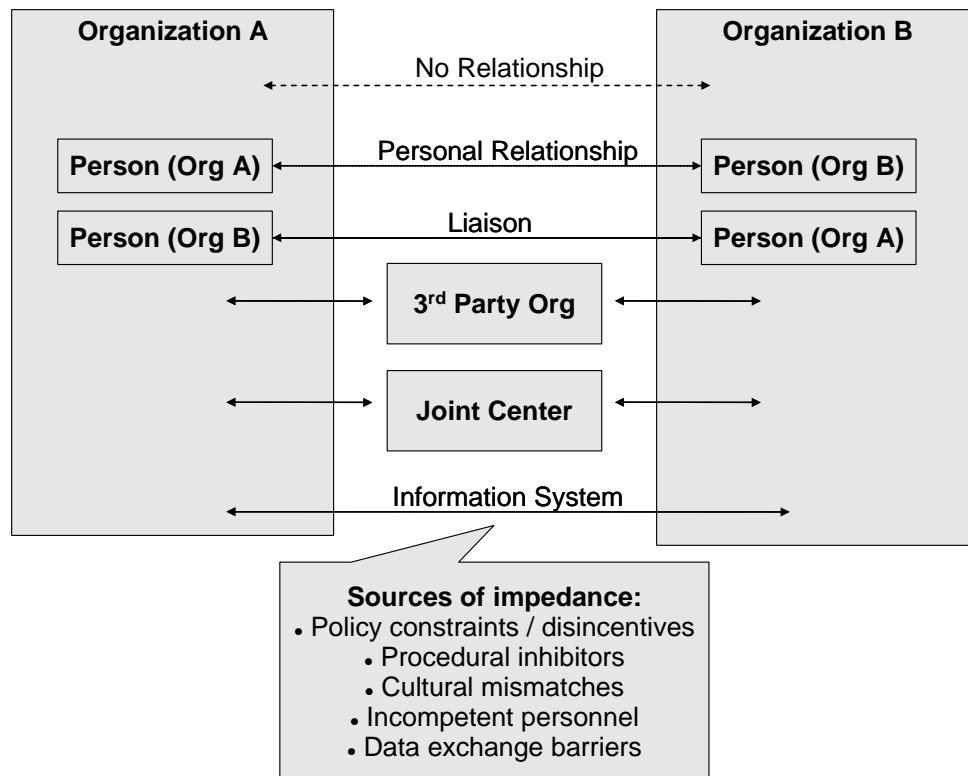 Organization A
Organization B
No Relationship
Personal Relationship
Person (Org A)
Person (Org B)
Liaison
Person (Org B)
Person (Org A)
3rd Party Org
Joint Center
Information System
Sources of impedance:
• Policy constraints / disincentives
• Procedural inhibitors
• Cultural mismatches
• Incompetent personnel
• Data exchange barriers